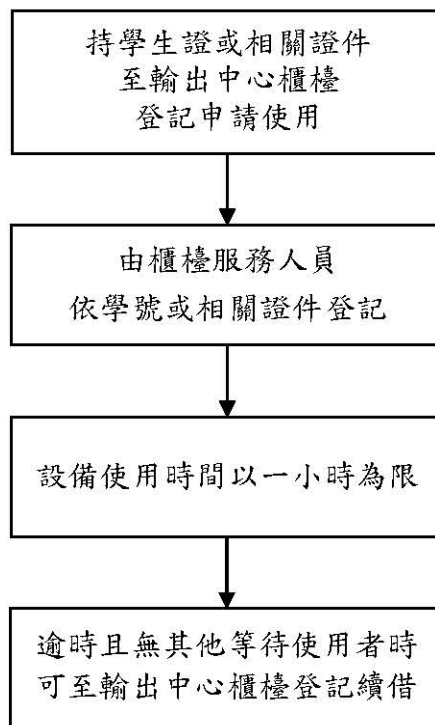 持學生證或相關證件
至輸出中心櫃檯
登記申請使用
由櫃檯服務人員
依學號或相關證件登記
設備使用時間以一小時為限
逾時且無其他等待使用者時
可至輸出中心櫃檯登記續借